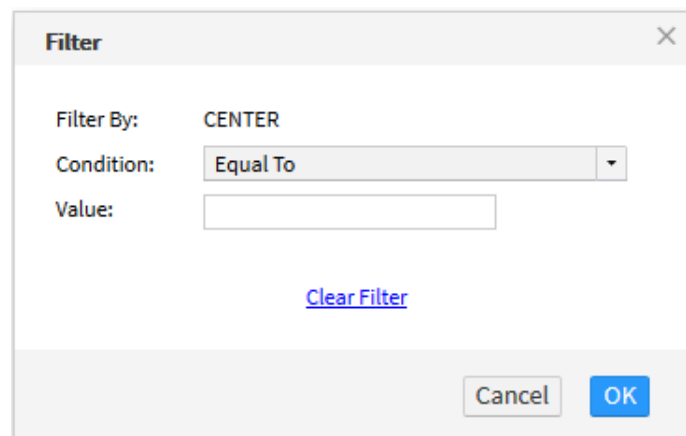 Filter
Filter By: CENTER
Condition: Equal To
Value:
Clear Filter
Cancel OK